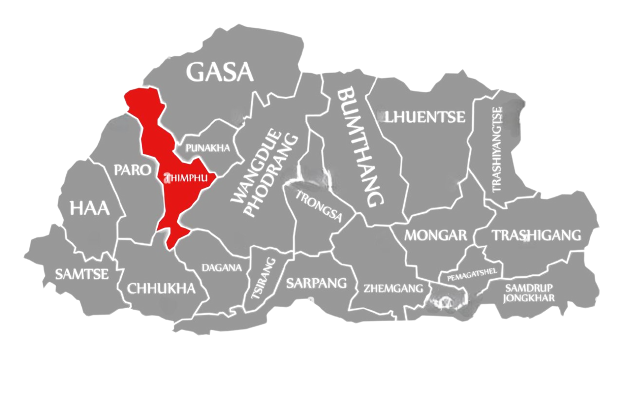 GASA
BUMTHANG
LHUENTSE
TRASHIYANGTSE
PUNAKHA
WANGDUE
PHODRANG
PARO
THIMPHU
HAA
TRONGSA
MONGAR
TRASHIGANG
SAMTSE
CHHUKHA
DAGANA
TSIRANG
SARPANG
ZHEMGANG
PEMAGATSHEL
SAMDRUP
JONGKHAR